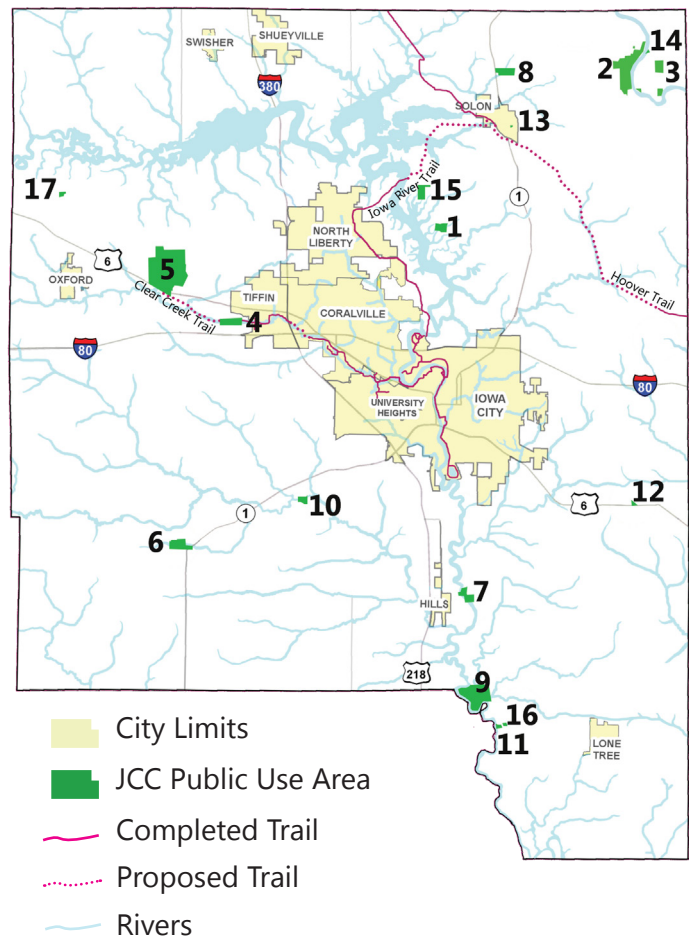 SHUEYVILLE
SWISHER
380
14
2
3
8
SOLON
13
17
Iowa River Trail
15
1
1
NORTH
LIBERTY
6
5
OXFORD
Clear Creek Trail
TIFFIN
4
CORALVILLE
Hoover Trail
80
80
UNIVERSITY
HEIGHTS
IOWA
CITY
10
12
6
1
6
7
HILLS
218
9
16
11
LONE
TREE
City Limits
JCC Public Use Area
Completed Trail
Proposed Trail
Rivers